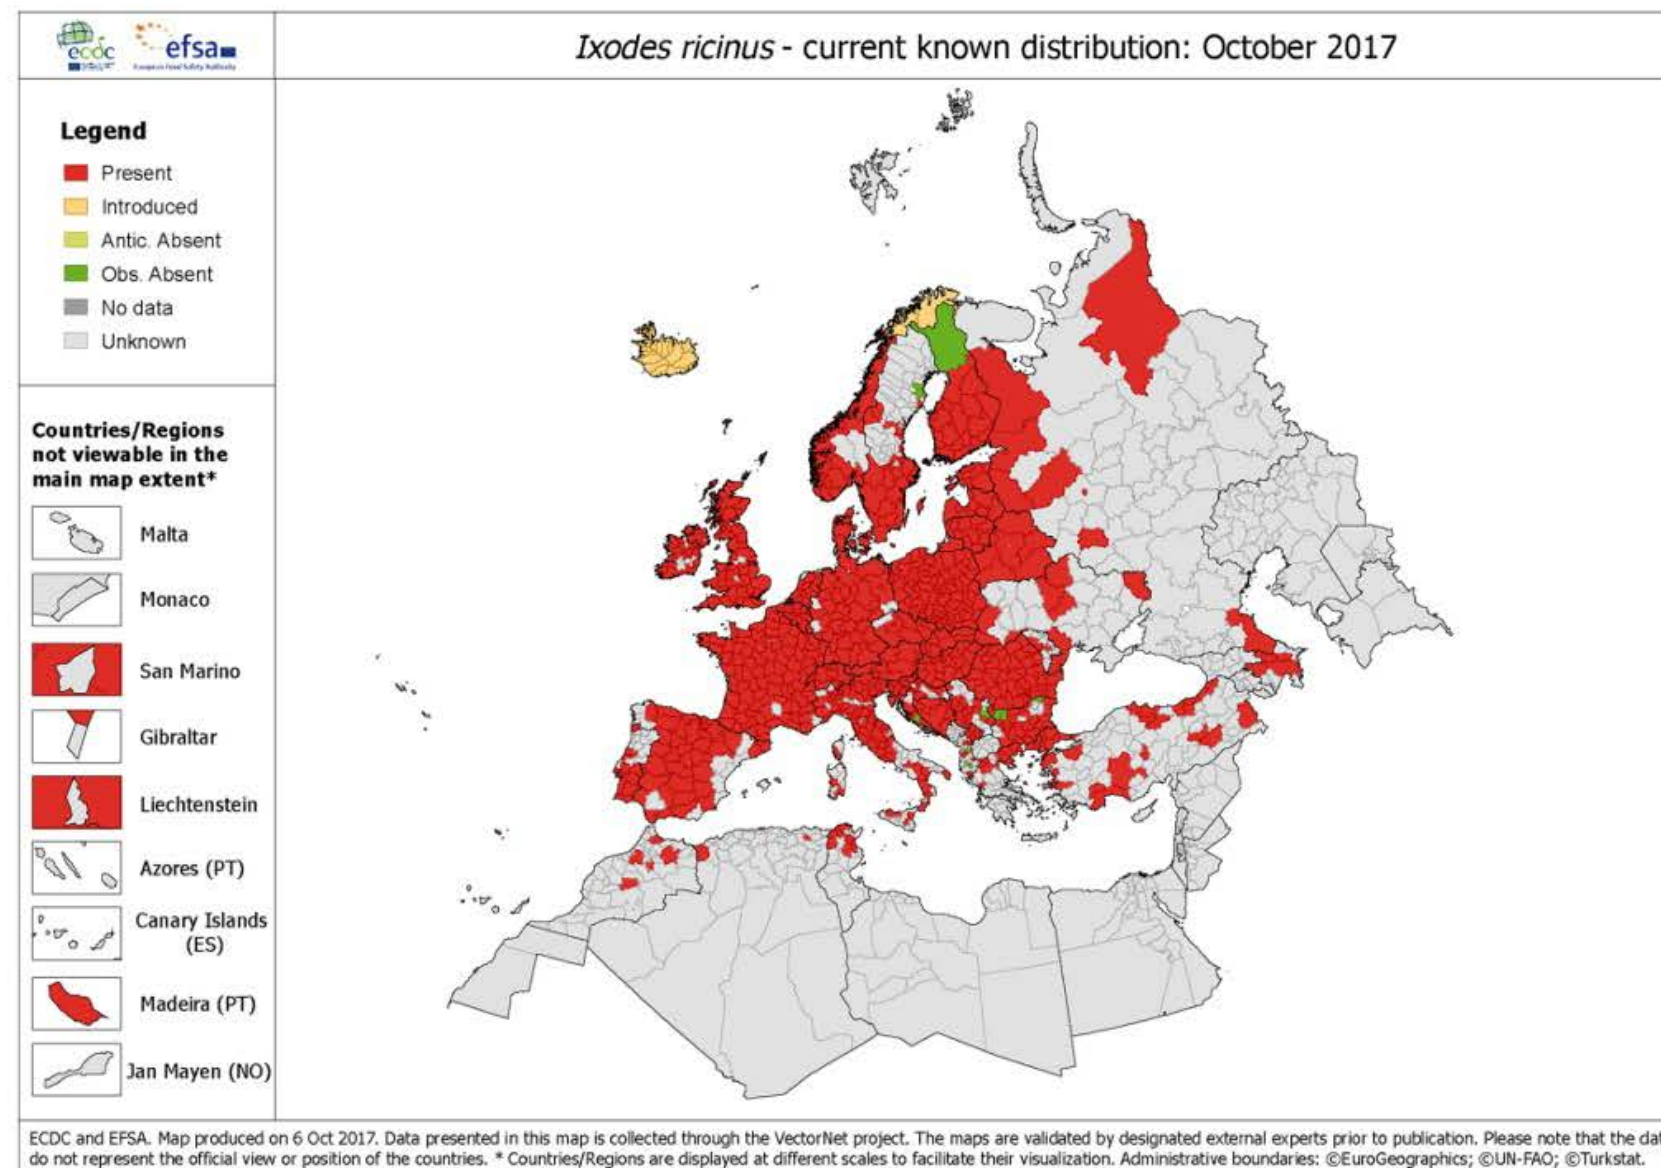 ecdc
efsa
European Food Safety Authority
Ixodes ricinus - current known distribution: October 2017
Legend
Present
Introduced
Antic. Absent
Obs. Absent
No data
Unknown
Countries/Regions
not viewable in the
main map extent*
Malta
Monaco
San Marino
Gibraltar
Liechtenstein
Azores (PT)
Canary Islands
(ES)
Madeira (PT)
Jan Mayen (NO)
ECDC and EFSA. Map produced on 6 Oct 2017. Data presented in this map is collected through the VectorNet project. The maps are validated by designated external experts prior to publication. Please note that the dat
do not represent the official view or position of the countries. * Countries/Regions are displayed at different scales to facilitate their visualization. Administrative boundaries: ©EuroGeographics; ©UN-FAO; ©Turkstat.